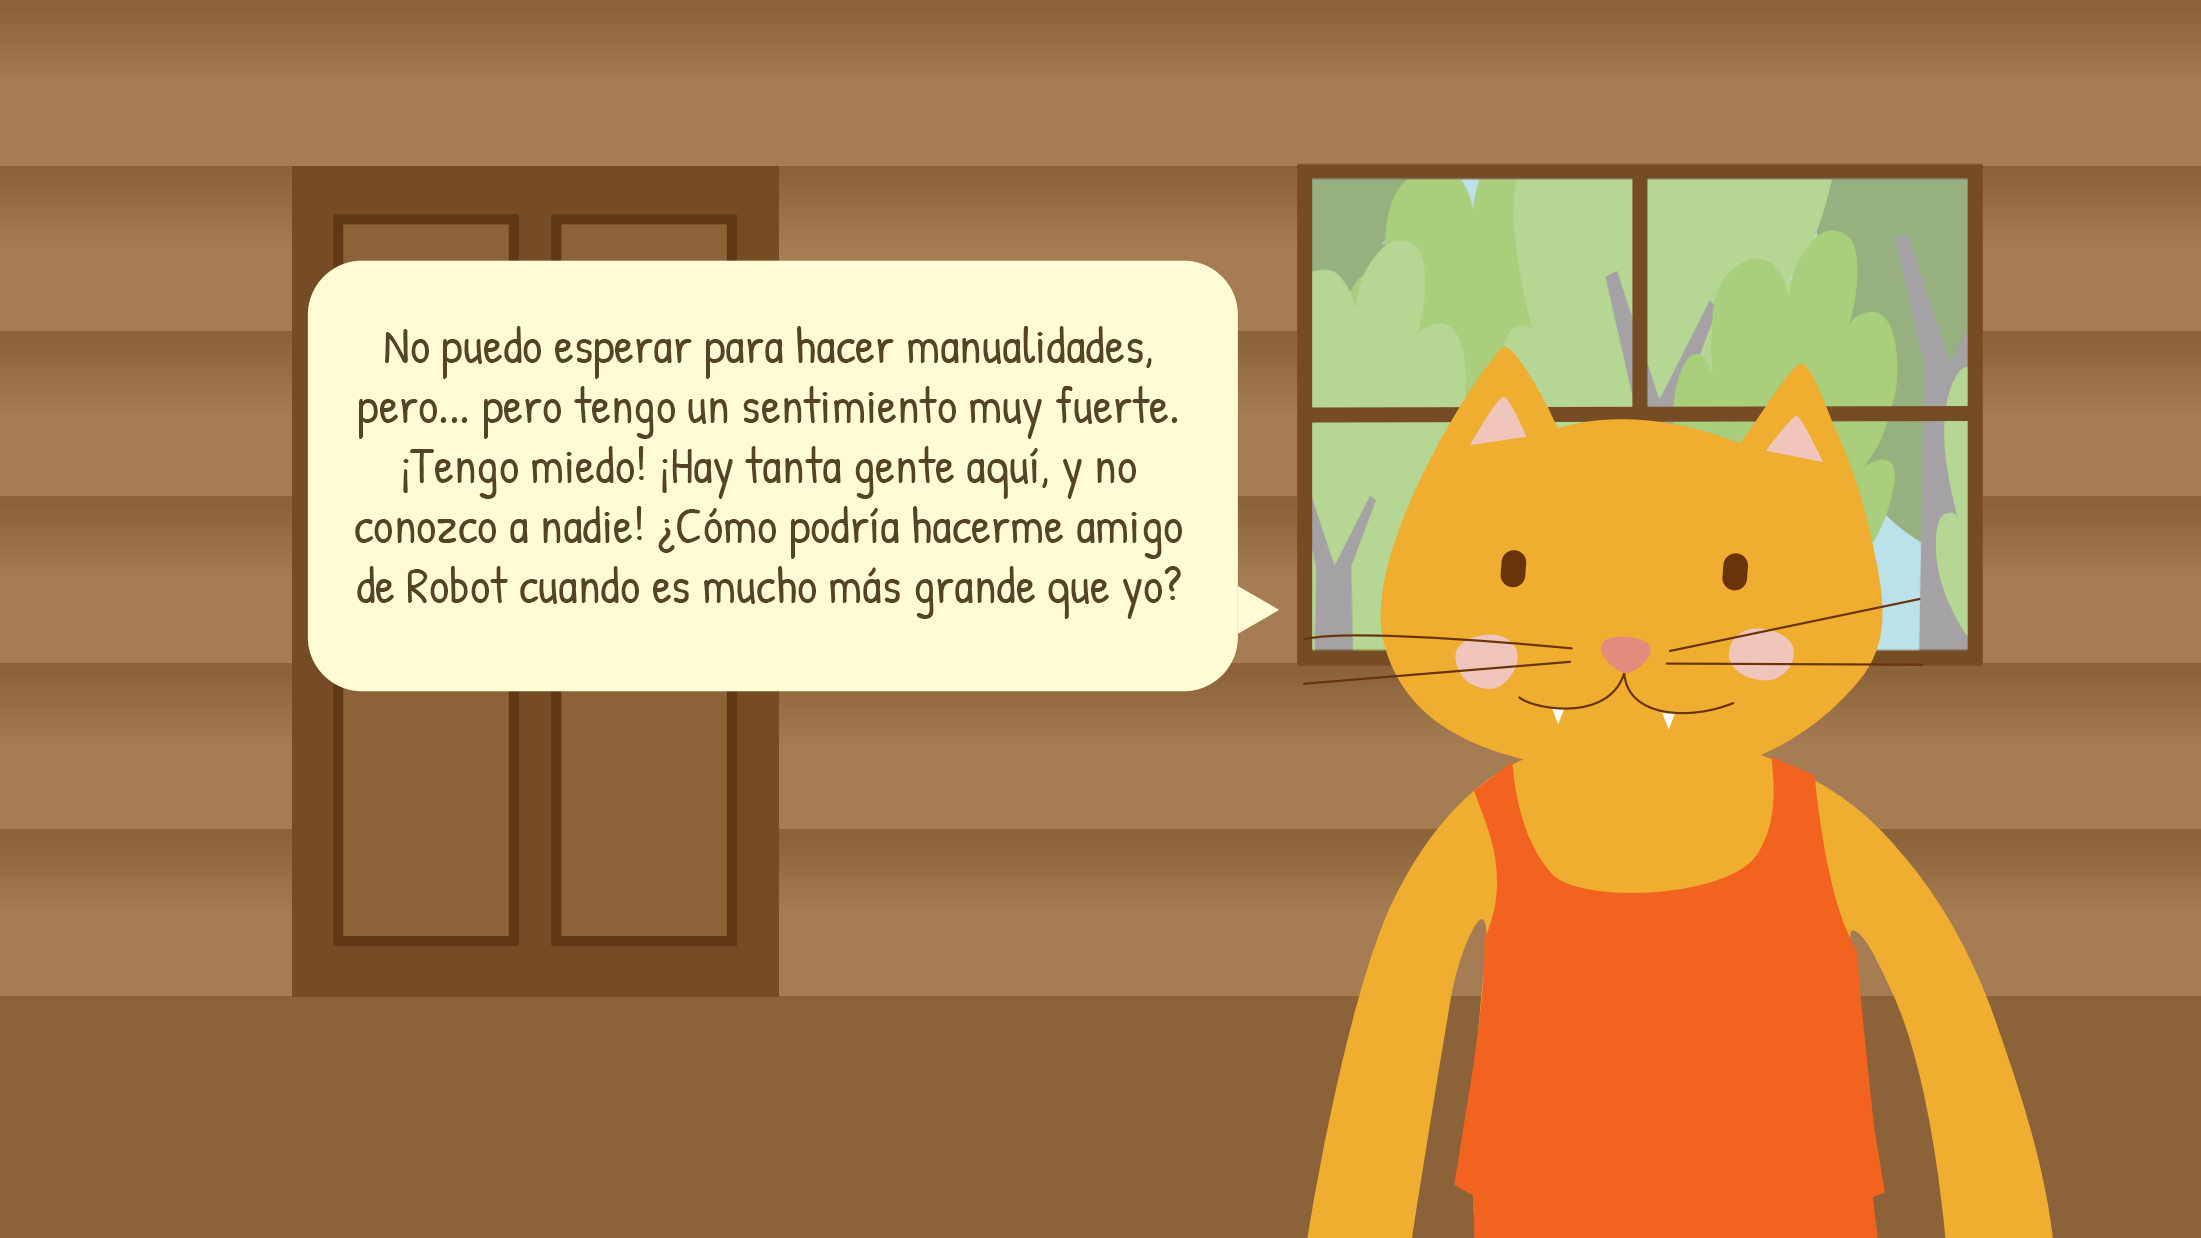 No puedo esperar para hacer manualidades,
pero... pero tengo un sentimiento muy fuerte.
¡Tengo miedo! ¡Hay tanta gente aquí, y no
conozco a nadie! ¿Cómo podría hacerme amigo
de Robot cuando es mucho más grande que yo?